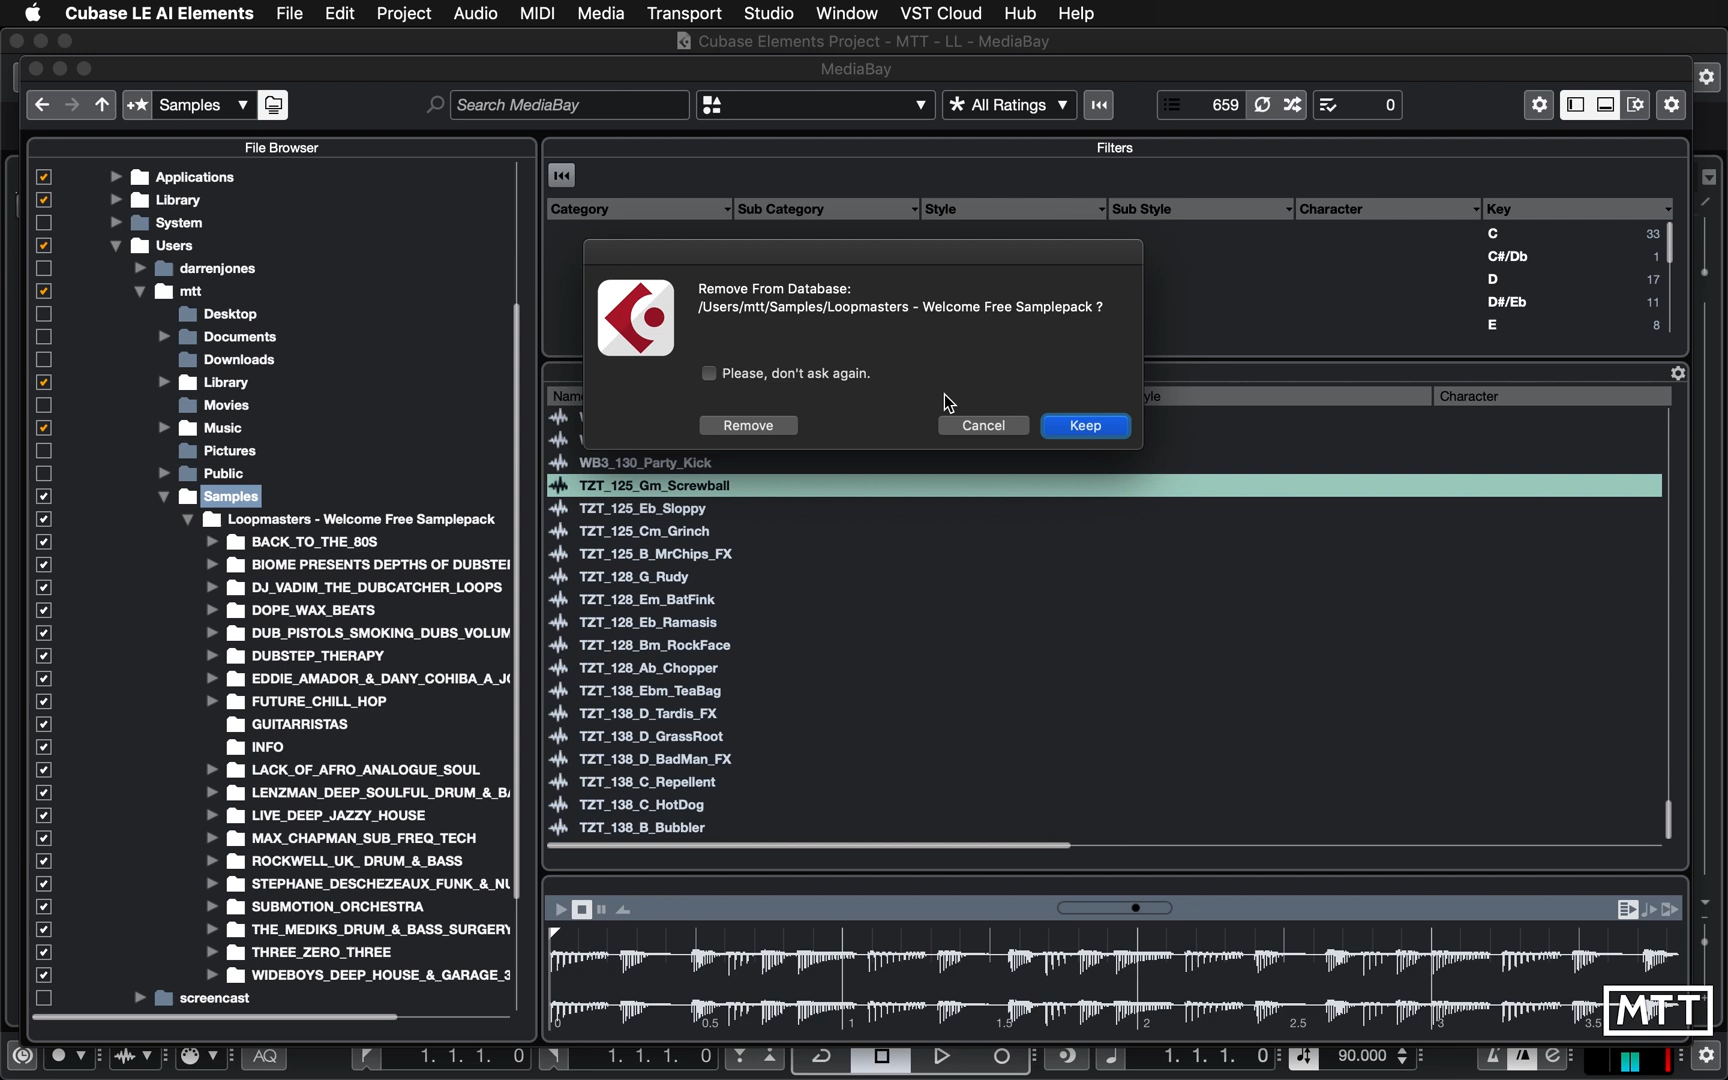 Cubase LE AI Elements File Edit Project Audio MIDI Media Transport Studio Window VST Cloud Hub Help
Cubase Elements Project - MTT - LL - MediaBay
MediaBay
Samples
Search MediaBay
All Ratings
659
0
File Browser
Filters
Applications
Library
System
Users
darrenjones
mtt
Desktop
Documents
Downloads
Library
Movies
Music
Pictures
Public
Samples
Loopmasters - Welcome Free Samplepack
BACK_TO_THE_80S
BIOME PRESENTS DEPTHS OF DUBSTE
DJ_VADIM_THE_DUBCATCHER_LOOPS
DOPE_WAX_BEATS
DUB_PISTOLS_SMOKING_DUBS_VOLUM
DUBSTEP_THERAPY
EDDIE_AMADOR_&_DANY_COHIBA_A_JO
FUTURE_CHILL_HOP
GUITARRISTAS
INFO
LACK_OF_AFRO_ANALOGUE_SOUL
LENZMAN_DEEP_SOULFUL_DRUM_&_BA
LIVE_DEEP_JAZZY_HOUSE
MAX_CHAPMAN_SUB_FREQ_TECH
ROCKWELL_UK_ DRUM_&_BASS
STEPHANE_DESCHEZEAUX_FUNK_&_NU
SUBMOTION_ORCHESTRA
THE_MEDIKS_DRUM_&_BASS_SURGERY
THREE_ZERO_THREE
WIDEBOYS_DEEP_HOUSE_&_GARAGE_3
screencast
Category Sub Category Style Sub Style Character Key
C 33
C#/Db 1
D 17
D#/Eb 11
E 8
Remove From Database:
/Users/mtt/Samples/Loopmasters - Welcome Free Samplepack ?
Please, don't ask again.
Remove Cancel Keep
Nam yle Character
WB3_130_Party_Kick
TZT_125_Gm_Screwball
TZT_125_Eb_Sloppy
TZT_125_Cm_Grinch
TZT_125_B_MrChips_FX
TZT_128_G_Rudy
TZT_128_Em_BatFink
TZT_128_Eb_Ramasis
TZT_128_Bm_RockFace
TZT_128_Ab_Chopper
TZT_138_Ebm_TeaBag
TZT_138_D_Tardis_FX
TZT_138_D_GrassRoot
TZT_138_D_BadMan_FX
TZT_138_C_Repellent
TZT_138_C_HotDog
TZT_138_B_Bubbler
0 0.5 1 1.5 2 2.5 3 3.5
MTT
AQ 1. 1. 1. 0 1. 1. 1. 0 1. 1. 1. 0 90.000